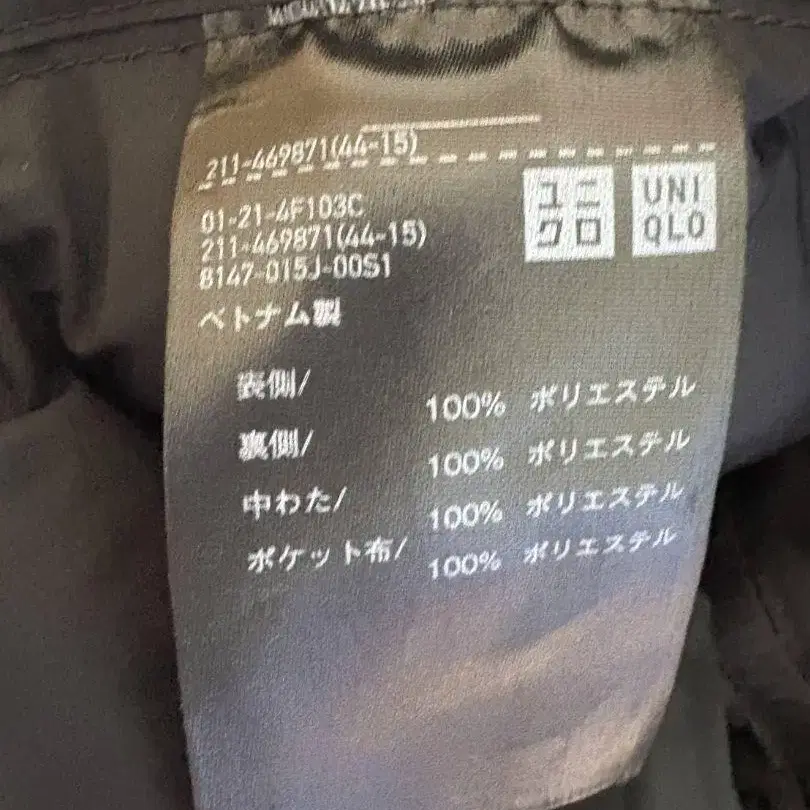 211-469871(44-15)
ユニ
クロ
UNI
QLO
01-21-4F103C
211-469871(44-15)
8147-015J-00S1
ベトナム製
表側/ 100% ポリエステル
裏側/ 100% ポリエステル
中わた/ 100% ポリエステル
ポケット布/ 100% ポリエステル